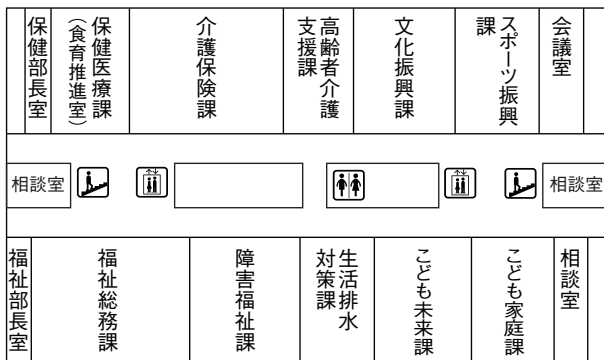 保健部長室
保健医療課
（食育推進室）
介護保険課
高齢者介護
支援課
文化振興課
スポーツ振興
課
会議室
相談室
相談室
福祉部長室
福祉総務課
障害福祉課
生活排水
対策課
こども未来課
こども家庭課
相談室